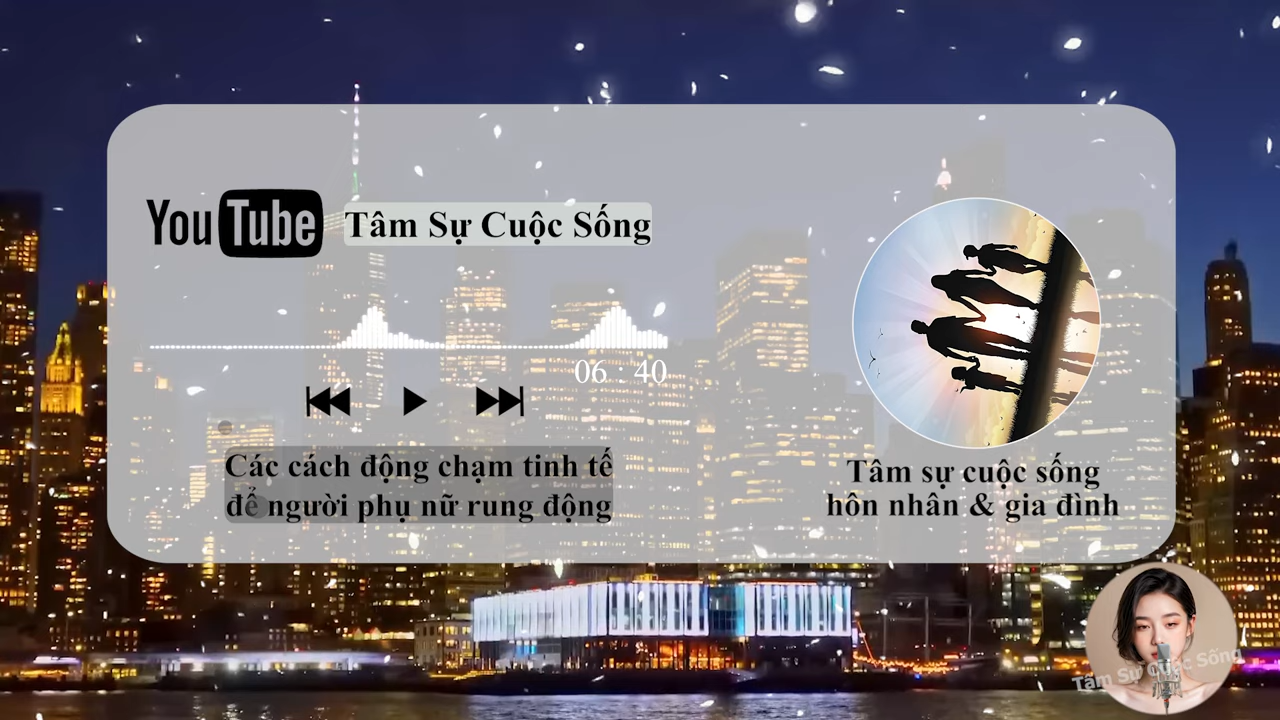 YouTube Tâm Sự Cuộc Sống
06 : 40
Các cách động chạm tinh tế
để người phụ nữ rung động
Tâm sự cuộc sống
hôn nhân & gia đình
Tâm Sự Cuộc Sống